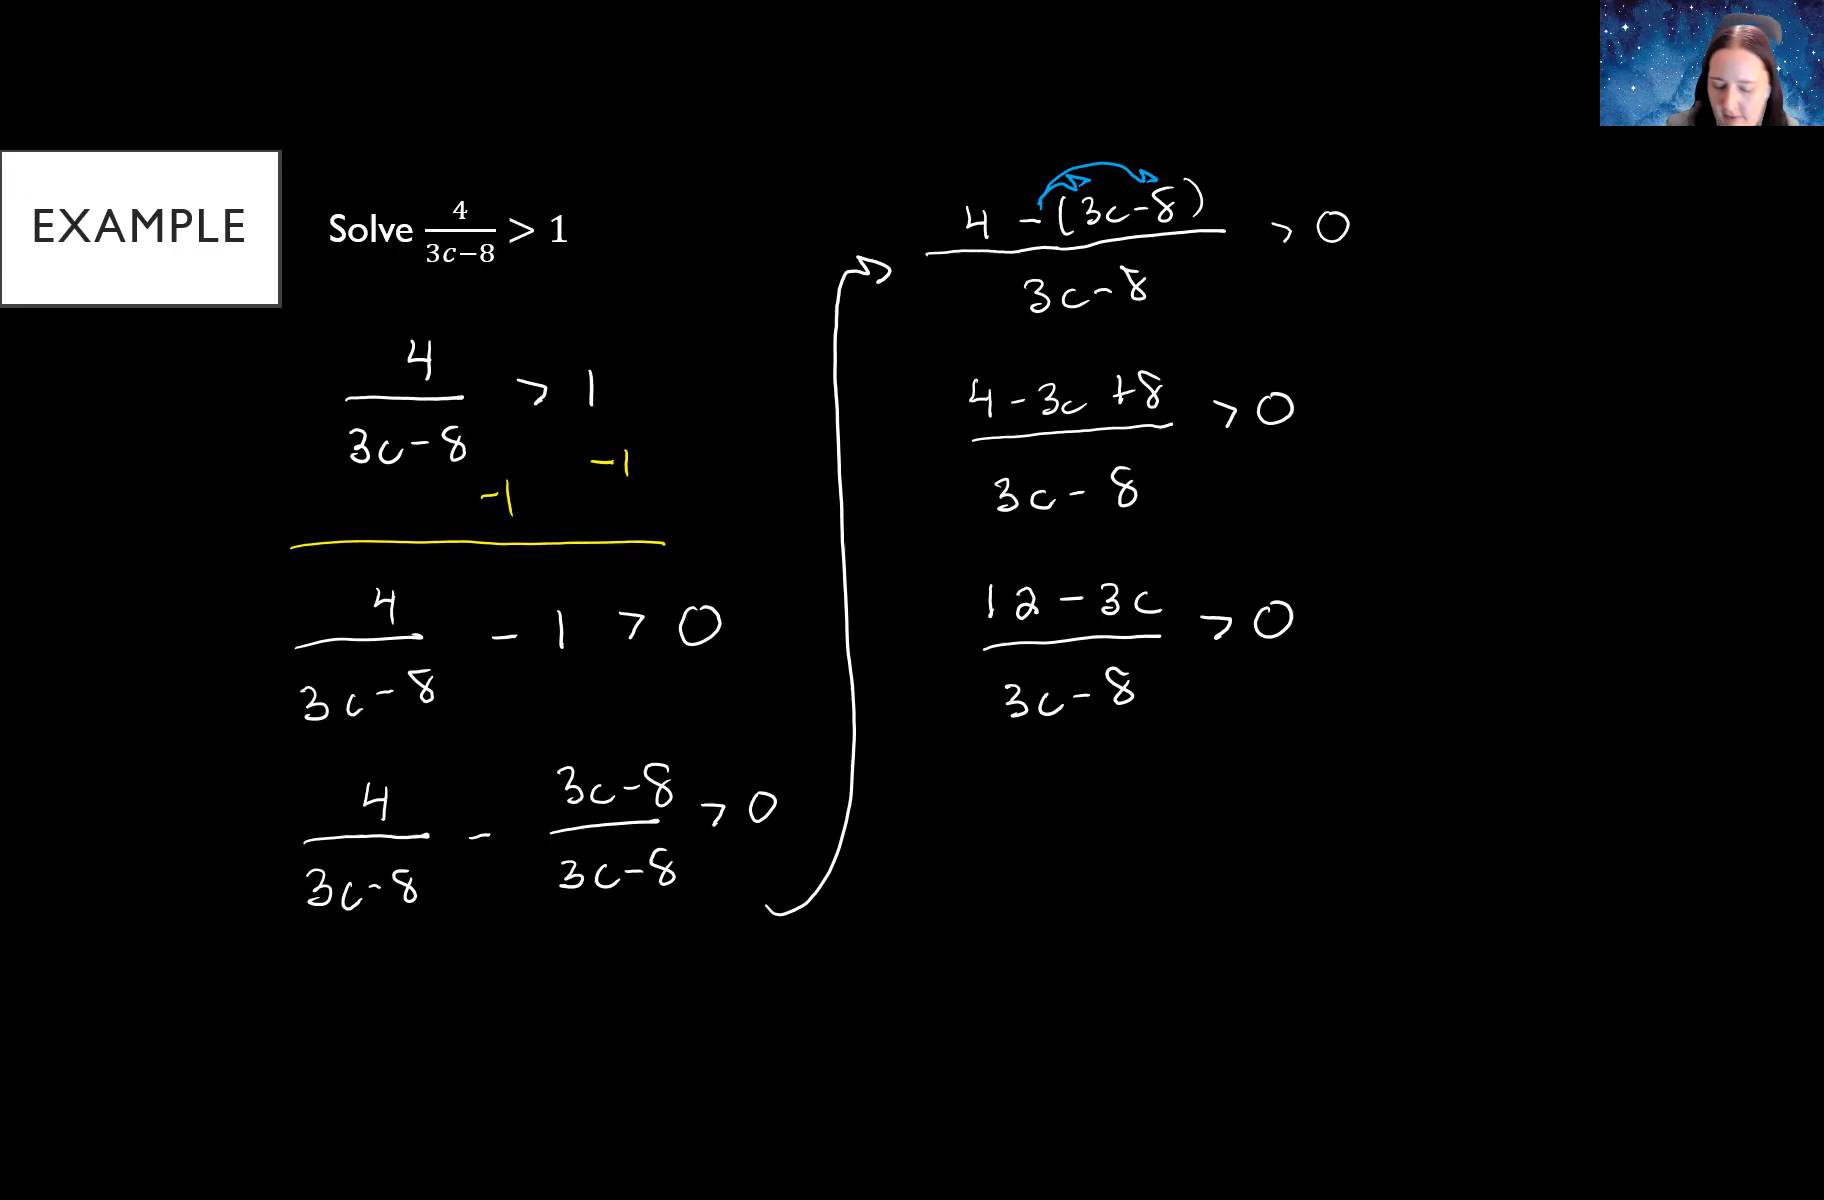 EXAMPLE
Solve 4/(3c−8) > 1
4/(3c-8) > 1
-1 -1
4/(3c-8) - 1 > 0
4/(3c-8) - (3c-8)/(3c-8) > 0
(4 - (3c-8))/(3c-8) > 0
(4 - 3c + 8)/(3c - 8) > 0
(12 - 3c)/(3c - 8) > 0